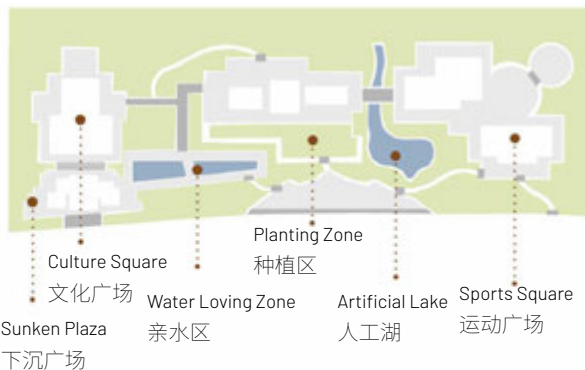 Planting Zone
种植区
Culture Square
文化广场
Water Loving Zone
亲水区
Artificial Lake
人工湖
Sports Square
运动广场
Sunken Plaza
下沉广场